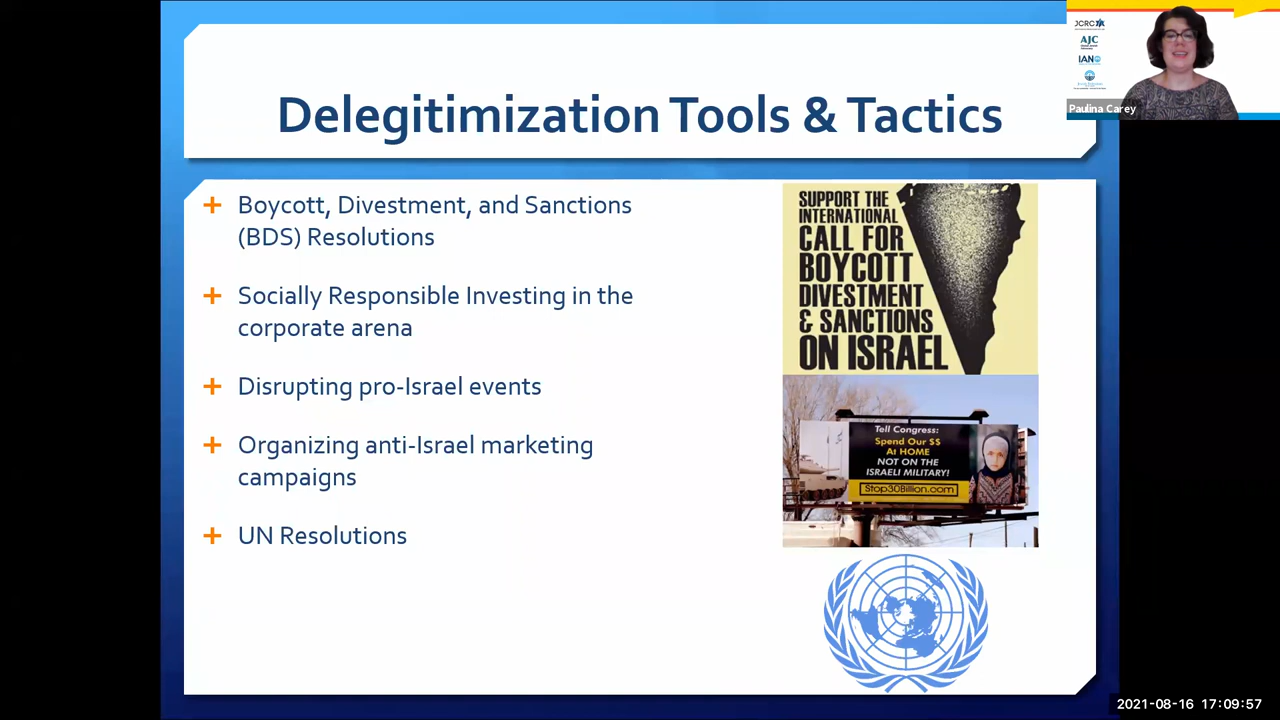 Delegitimization Tools & Tactics
Boycott, Divestment, and Sanctions
(BDS) Resolutions
Socially Responsible Investing in the
corporate arena
Disrupting pro-Israel events
Organizing anti-Israel marketing
campaigns
UN Resolutions
SUPPORT THE
INTERNATIONAL
CALL FOR
BOYCOTT
DIVESTMENT
& SANCTIONS
ON ISRAEL
Tell Congress:
Spend Our $$
At HOME
NOT ON THE
ISRAELI MILITARY!
Stop30Billion.com
JCRC
AJC
IAN
Paulina Carey
2021-08-16 17:09:57